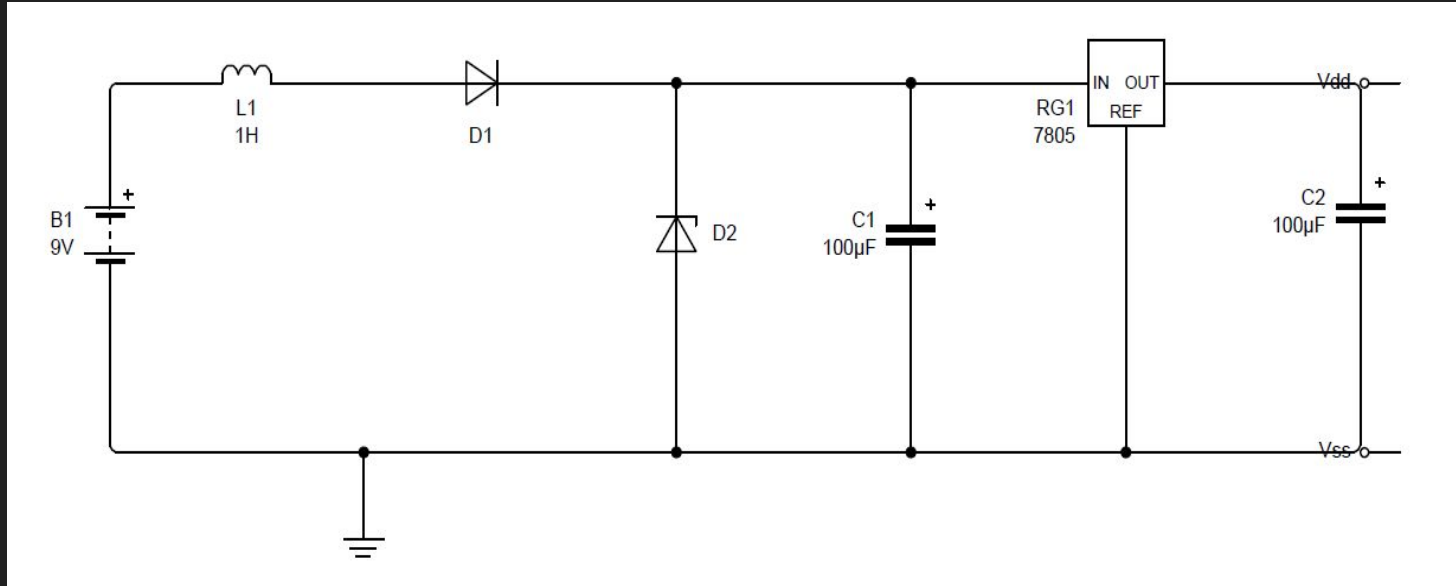 L1
1H
D1
B1
9V
D2
C1
100µF
RG1
7805
IN OUT
REF
Vdd
C2
100µF
Vss